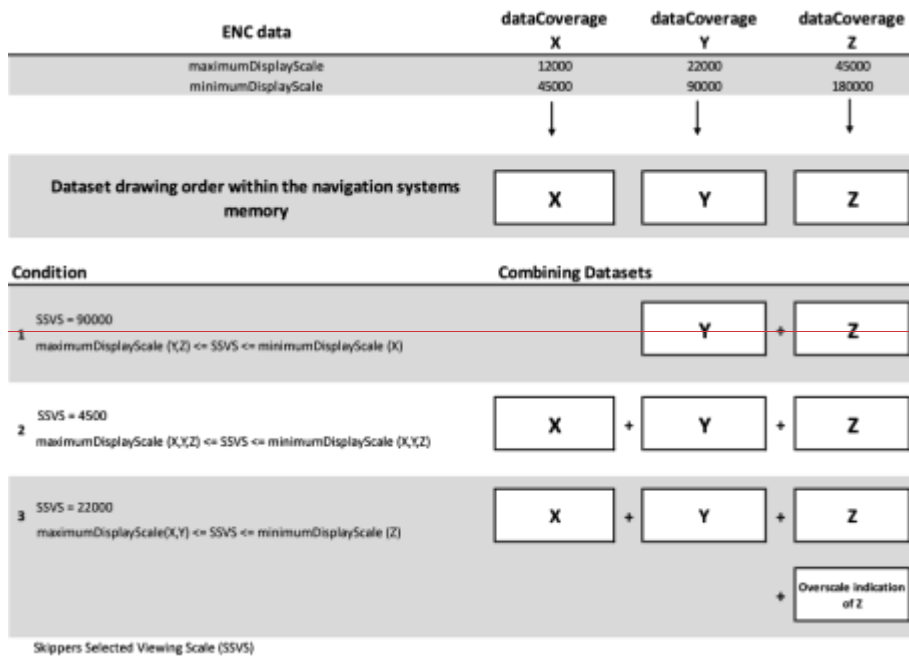 ENC data dataCoverage X dataCoverage Y dataCoverage Z
maximumDisplayScale 12000 22000 45000
minimumDisplayScale 45000 90000 180000
Dataset drawing order within the navigation systems
memory
X Y Z
Condition Combining Datasets
1 SSVS = 90000
maximumDisplayScale (Y,Z) <= SSVS <= minimumDisplayScale (X)
Y + Z
2 SSVS = 4500
maximumDisplayScale (X,Y,Z) <= SSVS <= minimumDisplayScale (X,Y,Z)
X + Y + Z
3 SSVS = 22000
maximumDisplayScale(X,Y) <= SSVS <= minimumDisplayScale (Z)
X + Y + Z
+ Overscale indication
of Z
Skippers Selected Viewing Scale (SSVS)